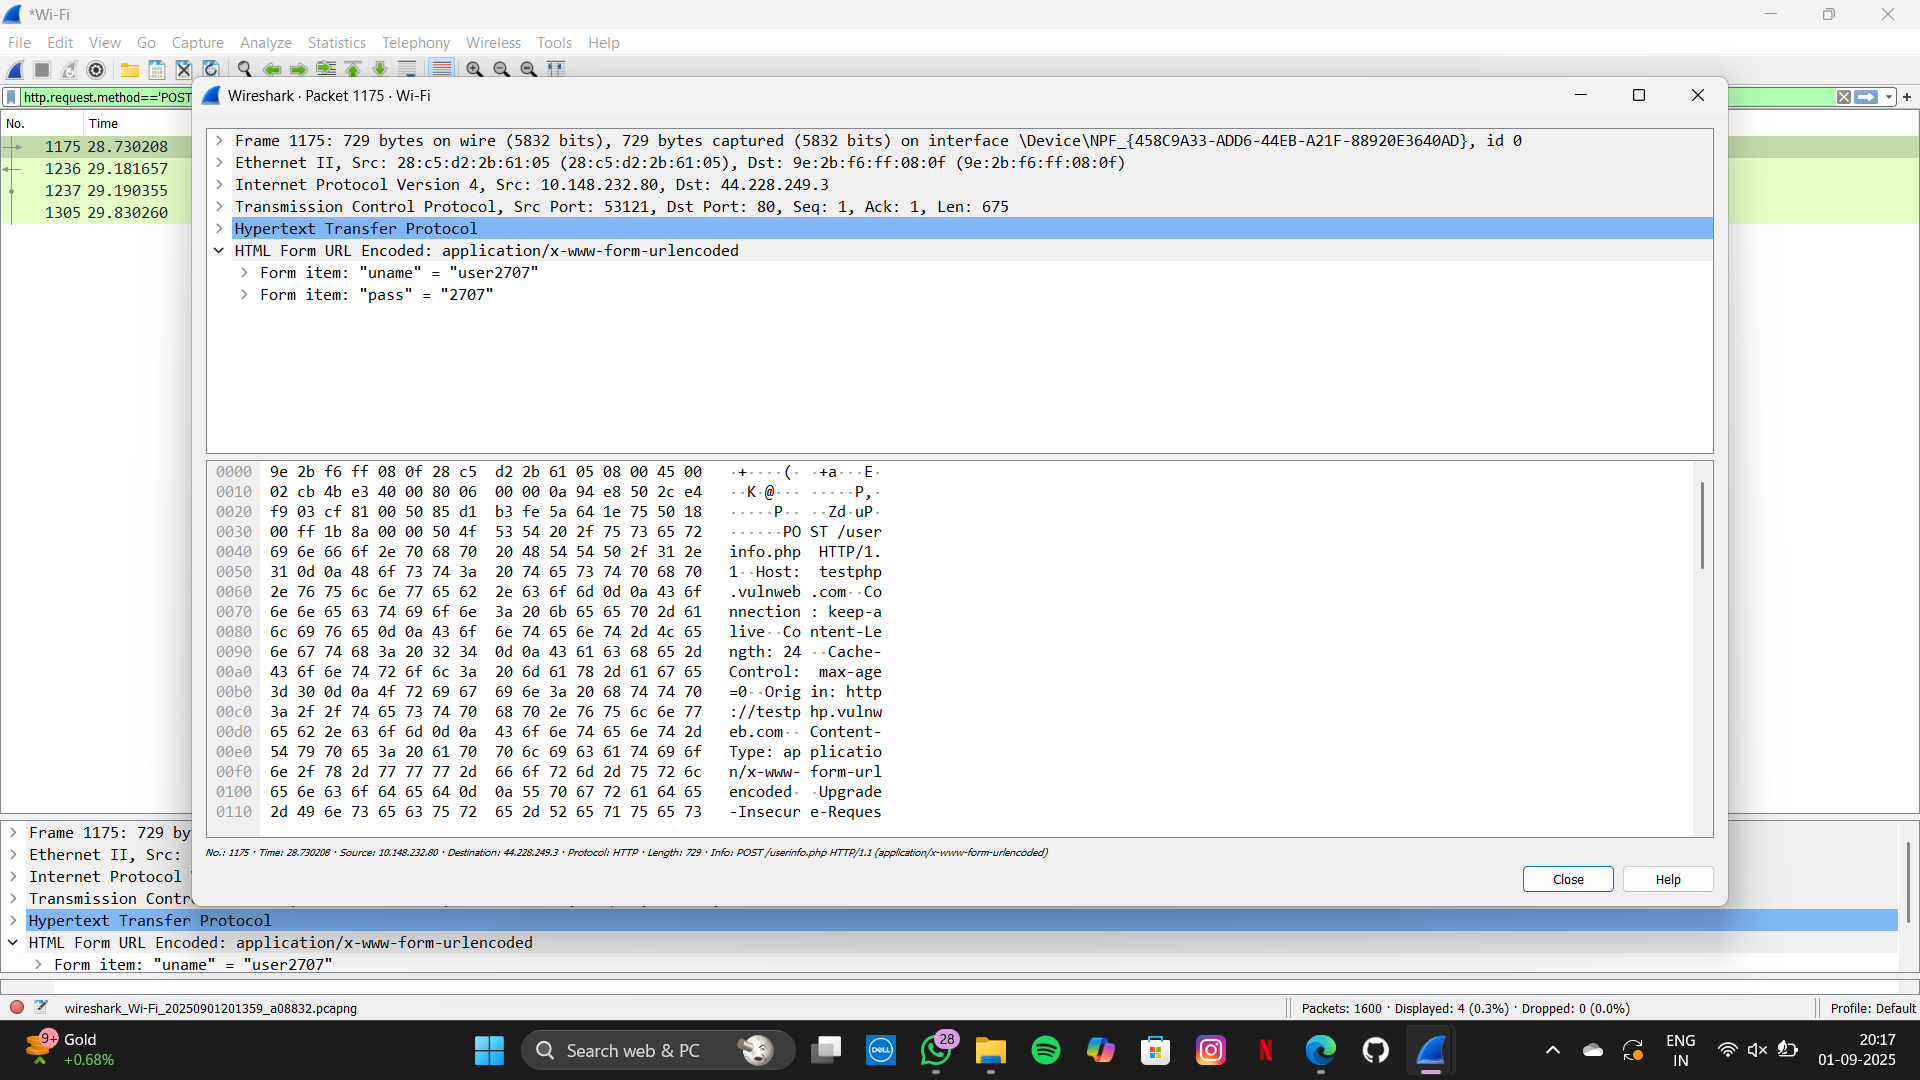 *Wi-Fi
File Edit View Go Capture Analyze Statistics Telephony Wireless Tools Help
http.request.method=='POST
No. Time
1175 28.730208
1236 29.181657
1237 29.190355
1305 29.830260
Wireshark · Packet 1175 · Wi-Fi
Frame 1175: 729 bytes on wire (5832 bits), 729 bytes captured (5832 bits) on interface \Device\NPF_{458C9A33-ADD6-44EB-A21F-88920E3640AD}, id 0
Ethernet II, Src: 28:c5:d2:2b:61:05 (28:c5:d2:2b:61:05), Dst: 9e:2b:f6:ff:08:0f (9e:2b:f6:ff:08:0f)
Internet Protocol Version 4, Src: 10.148.232.80, Dst: 44.228.249.3
Transmission Control Protocol, Src Port: 53121, Dst Port: 80, Seq: 1, Ack: 1, Len: 675
Hypertext Transfer Protocol
HTML Form URL Encoded: application/x-www-form-urlencoded
Form item: "uname" = "user2707"
Form item: "pass" = "2707"
0000 9e 2b f6 ff 08 0f 28 c5 d2 2b 61 05 08 00 45 00 ·+····(· ·+a···E·
0010 02 cb 4b e3 40 00 80 06 00 00 0a 94 e8 50 2c e4 ··K·@··· ·····P,·
0020 f9 03 cf 81 00 50 85 d1 b3 fe 5a 64 1e 75 50 18 ·····P·· ··Zd·uP·
0030 00 ff 1b 8a 00 00 50 4f 53 54 20 2f 75 73 65 72 ······PO ST /user
0040 69 6e 66 6f 2e 70 68 70 20 48 54 54 50 2f 31 2e info.php HTTP/1.
0050 31 0d 0a 48 6f 73 74 3a 20 74 65 73 74 70 68 70 1··Host: testphp
0060 2e 76 75 6c 6e 77 65 62 2e 63 6f 6d 0d 0a 43 6f .vulnweb .com··Co
0070 6e 6e 65 63 74 69 6f 6e 3a 20 6b 65 65 70 2d 61 nnection : keep-a
0080 6c 69 76 65 0d 0a 43 6f 6e 74 65 6e 74 2d 4c 65 live··Co ntent-Le
0090 6e 67 74 68 3a 20 32 34 0d 0a 43 61 63 68 65 2d ngth: 24 ··Cache-
00a0 43 6f 6e 74 72 6f 6c 3a 20 6d 61 78 2d 61 67 65 Control: max-age
00b0 3d 30 0d 0a 4f 72 69 67 69 6e 3a 20 68 74 74 70 =0··Orig in: http
00c0 3a 2f 2f 74 65 73 74 70 68 70 2e 76 75 6c 6e 77 ://testp hp.vulnw
00d0 65 62 2e 63 6f 6d 0d 0a 43 6f 6e 74 65 6e 74 2d eb.com·· Content-
00e0 54 79 70 65 3a 20 61 70 70 6c 69 63 61 74 69 6f Type: ap plicatio
00f0 6e 2f 78 2d 77 77 77 2d 66 6f 72 6d 2d 75 72 6c n/x-www- form-url
0100 65 6e 63 6f 64 65 64 0d 0a 55 70 67 72 61 64 65 encoded· ·Upgrade
0110 2d 49 6e 73 65 63 75 72 65 2d 52 65 71 75 65 73 -Insecur e-Reques
No.: 1175 · Time: 28.730208 · Source: 10.148.232.80 · Destination: 44.228.249.3 · Protocol: HTTP · Length: 729 · Info: POST /userinfo.php HTTP/1.1 (application/x-www-form-urlencoded)
Close Help
Frame 1175: 729 by
Ethernet II, Src:
Internet Protocol
Transmission Contr
Hypertext Transfer Protocol
HTML Form URL Encoded: application/x-www-form-urlencoded
Form item: "uname" = "user2707"
wireshark_Wi-Fi_20250901201359_a08832.pcapng
Packets: 1600 · Displayed: 4 (0.3%) · Dropped: 0 (0.0%)
Profile: Default
9+ Gold
+0.68%
Search web & PC
DELL
28
ENG
IN
20:17
01-09-2025